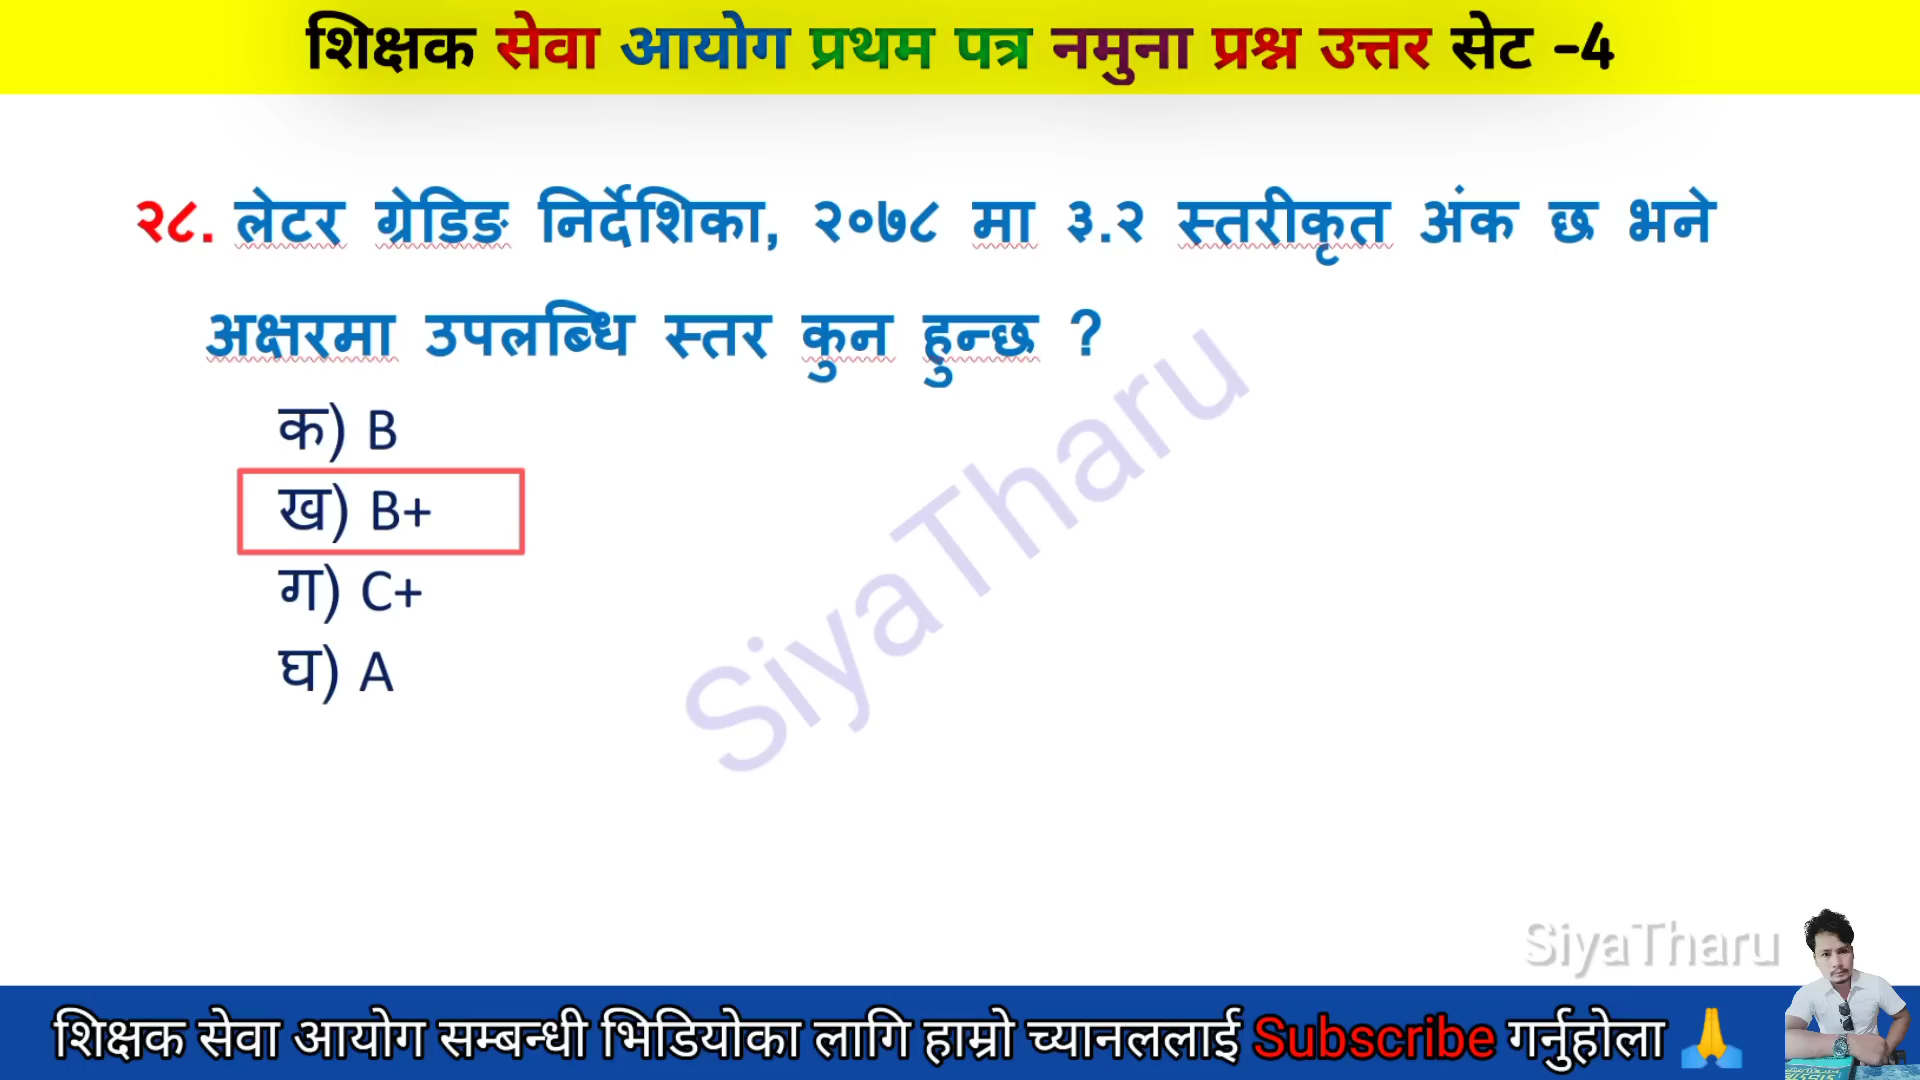 शिक्षक सेवा आयोग प्रथम पत्र नमुना प्रश्न उत्तर सेट -4
२८. लेटर ग्रेडिङ निर्देशिका, २०७८ मा ३.२ स्तरीकृत अंक छ भने
अक्षरमा उपलब्धि स्तर कुन हुन्छ ?
क) B
ख) B+
ग) C+
घ) A
SiyaTharu
SiyaTharu
शिक्षक सेवा आयोग सम्बन्धी भिडियोका लागि हाम्रो च्यानललाई Subscribe गर्नुहोला 🙏